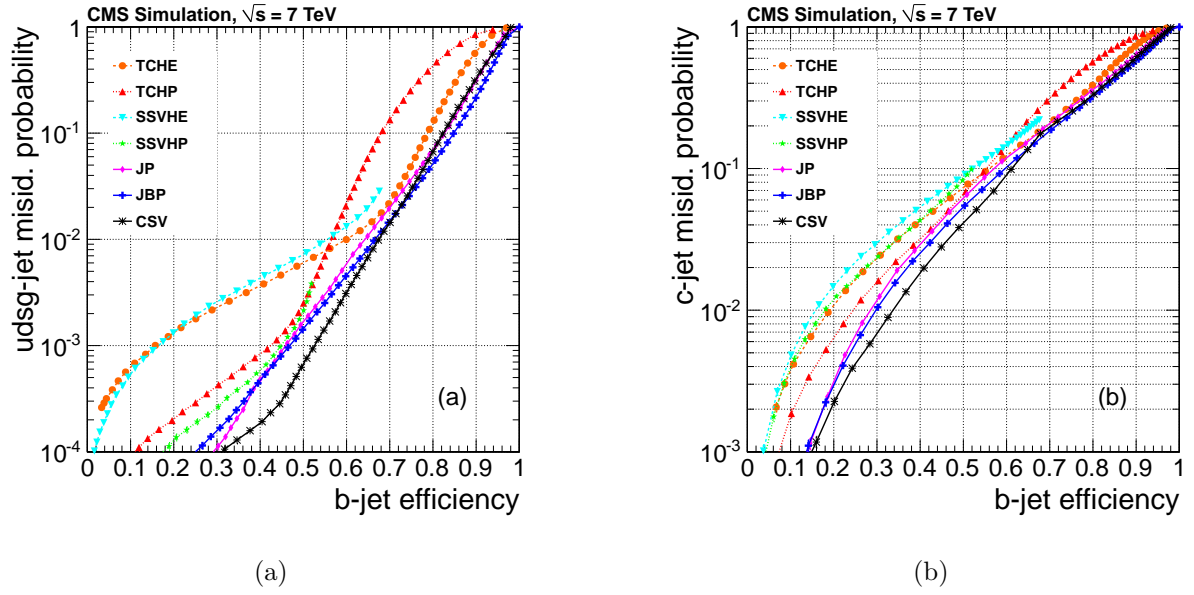 CMS Simulation, √s = 7 TeV
udsg-jet misid. probability
1
10^-1
10^-2
10^-3
10^-4
TCHE
TCHP
SSVHE
SSVHP
JP
JBP
CSV
(a)
0 0.1 0.2 0.3 0.4 0.5 0.6 0.7 0.8 0.9 1
b-jet efficiency
(a)
CMS Simulation, √s = 7 TeV
c-jet misid. probability
1
10^-1
10^-2
10^-3
TCHE
TCHP
SSVHE
SSVHP
JP
JBP
CSV
(b)
0 0.1 0.2 0.3 0.4 0.5 0.6 0.7 0.8 0.9 1
b-jet efficiency
(b)